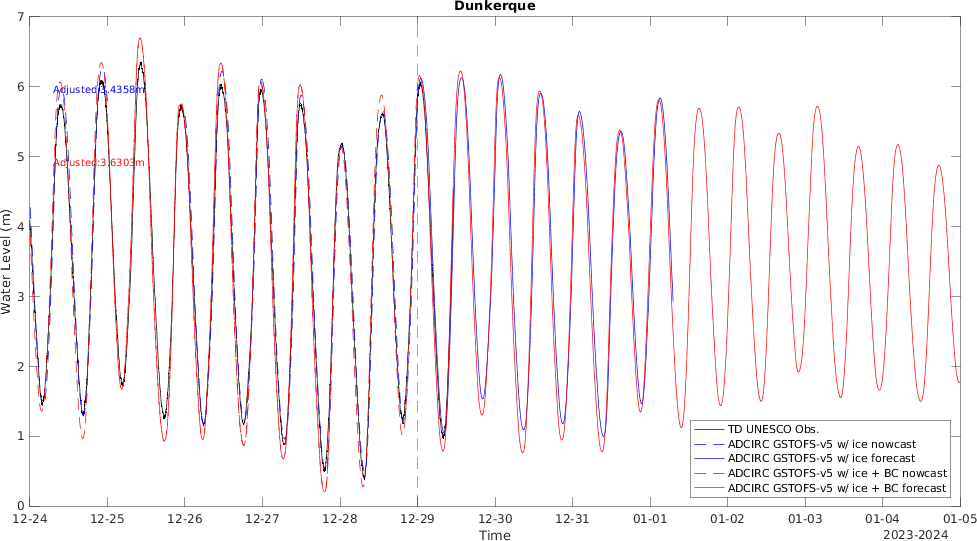 Dunkerque
7
6
5
4
3
2
1
0
Water Level (m)
Adjusted:3.4358m
Adjusted:3.6303m
TD UNESCO Obs.
ADCIRC GSTOFS-v5 w/ ice nowcast
ADCIRC GSTOFS-v5 w/ ice forecast
ADCIRC GSTOFS-v5 w/ ice + BC nowcast
ADCIRC GSTOFS-v5 w/ ice + BC forecast
12-24 12-25 12-26 12-27 12-28 12-29 12-30 12-31 01-01 01-02 01-03 01-04 01-05
Time
2023-2024